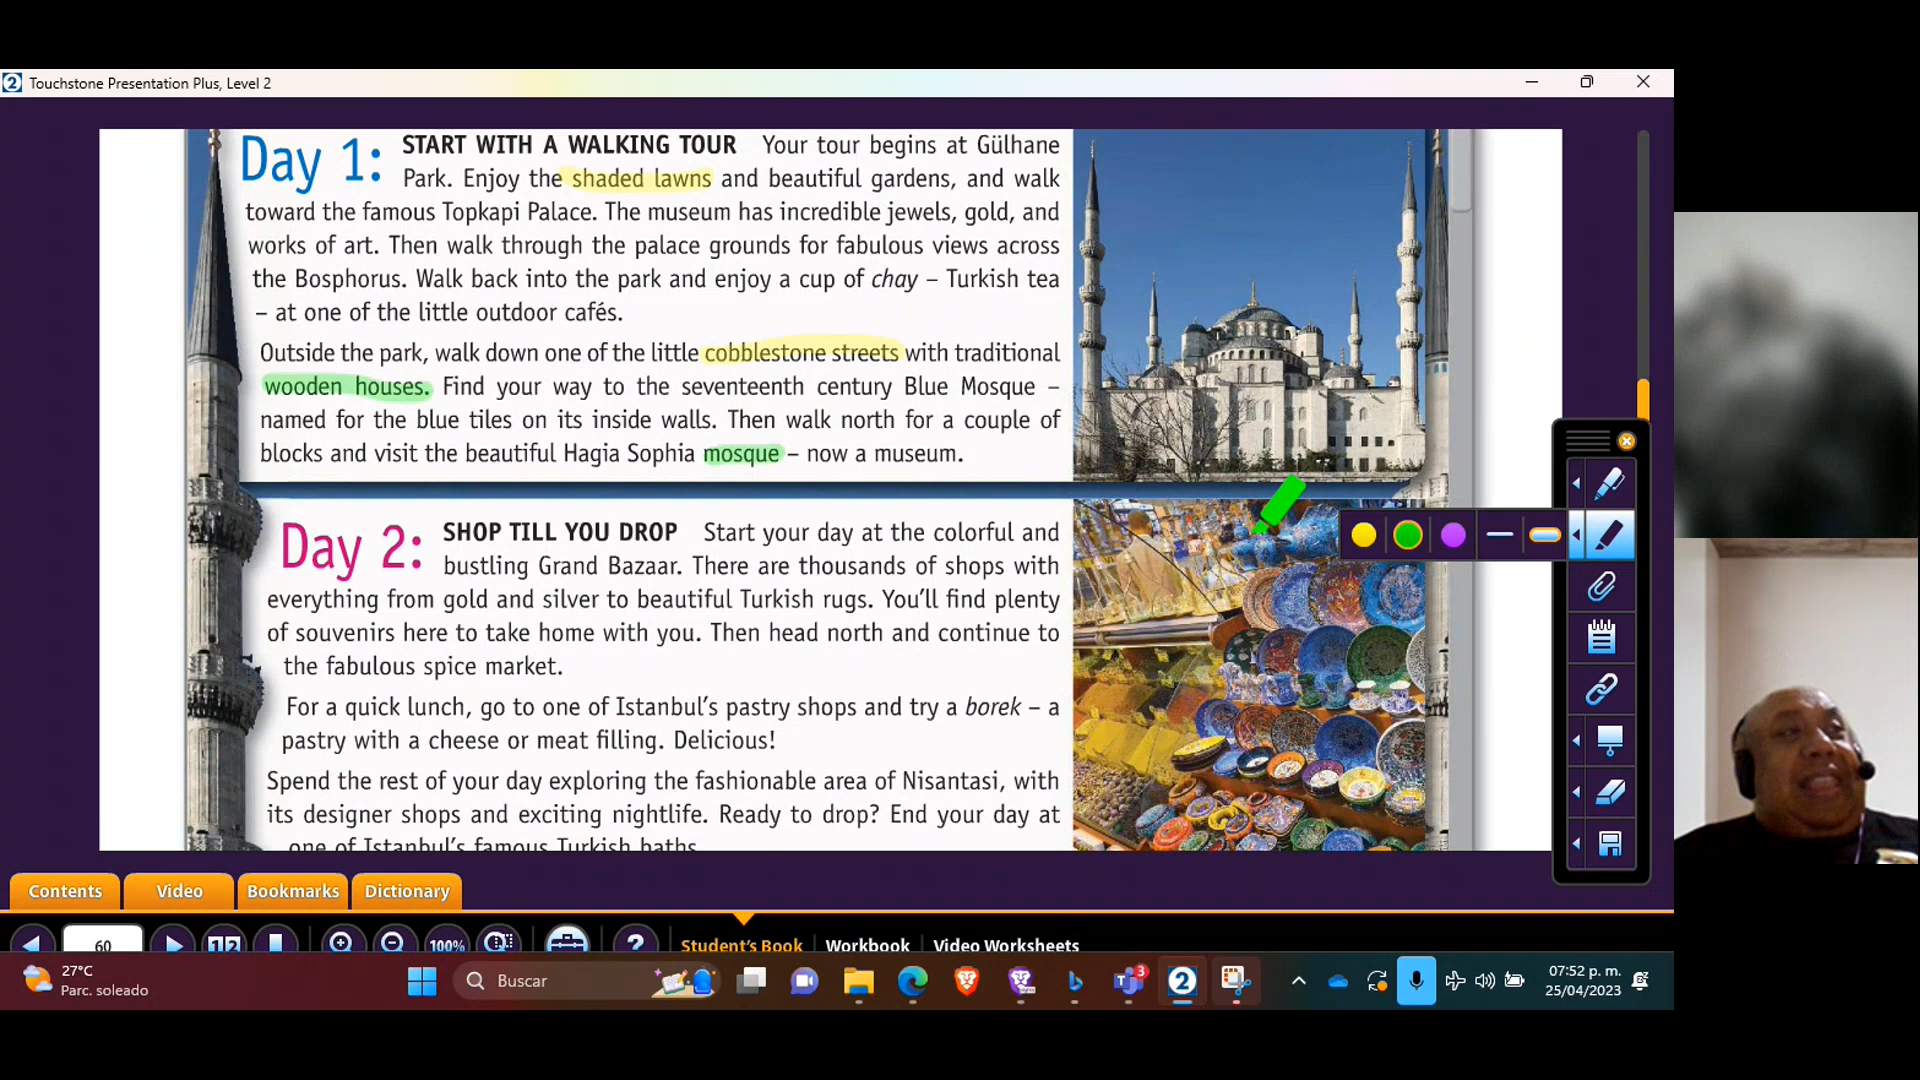 Touchstone Presentation Plus, Level 2
Day 1: START WITH A WALKING TOUR Your tour begins at Gülhane
Park. Enjoy the shaded lawns and beautiful gardens, and walk
toward the famous Topkapi Palace. The museum has incredible jewels, gold, and
works of art. Then walk through the palace grounds for fabulous views across
the Bosphorus. Walk back into the park and enjoy a cup of chay – Turkish tea
– at one of the little outdoor cafés.
Outside the park, walk down one of the little cobblestone streets with traditional
wooden houses. Find your way to the seventeenth century Blue Mosque –
named for the blue tiles on its inside walls. Then walk north for a couple of
blocks and visit the beautiful Hagia Sophia mosque – now a museum.
Day 2: SHOP TILL YOU DROP Start your day at the colorful and
bustling Grand Bazaar. There are thousands of shops with
everything from gold and silver to beautiful Turkish rugs. You'll find plenty
of souvenirs here to take home with you. Then head north and continue to
the fabulous spice market.
For a quick lunch, go to one of Istanbul's pastry shops and try a borek – a
pastry with a cheese or meat filling. Delicious!
Spend the rest of your day exploring the fashionable area of Nisantasi, with
its designer shops and exciting nightlife. Ready to drop? End your day at
one of Istanbul's famous Turkish baths.
Contents Video Bookmarks Dictionary
60 12 100% ? Student's Book Workbook Video Worksheets
27°C
Parc. soleado
Buscar
3
2
07:52 p. m.
25/04/2023